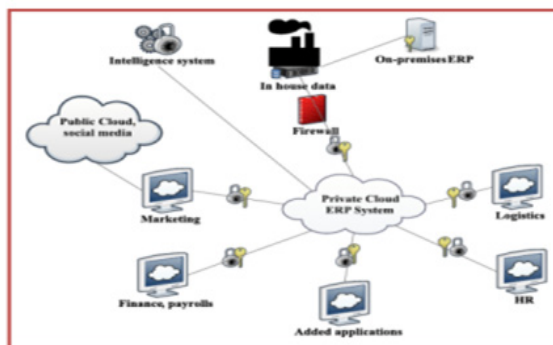 Intelligence system
In house data
On-premises ERP
Firewall
Public Cloud,
social media
Marketing
Private Cloud
ERP System
Logistics
Finance, payrolls
Added applications
HR